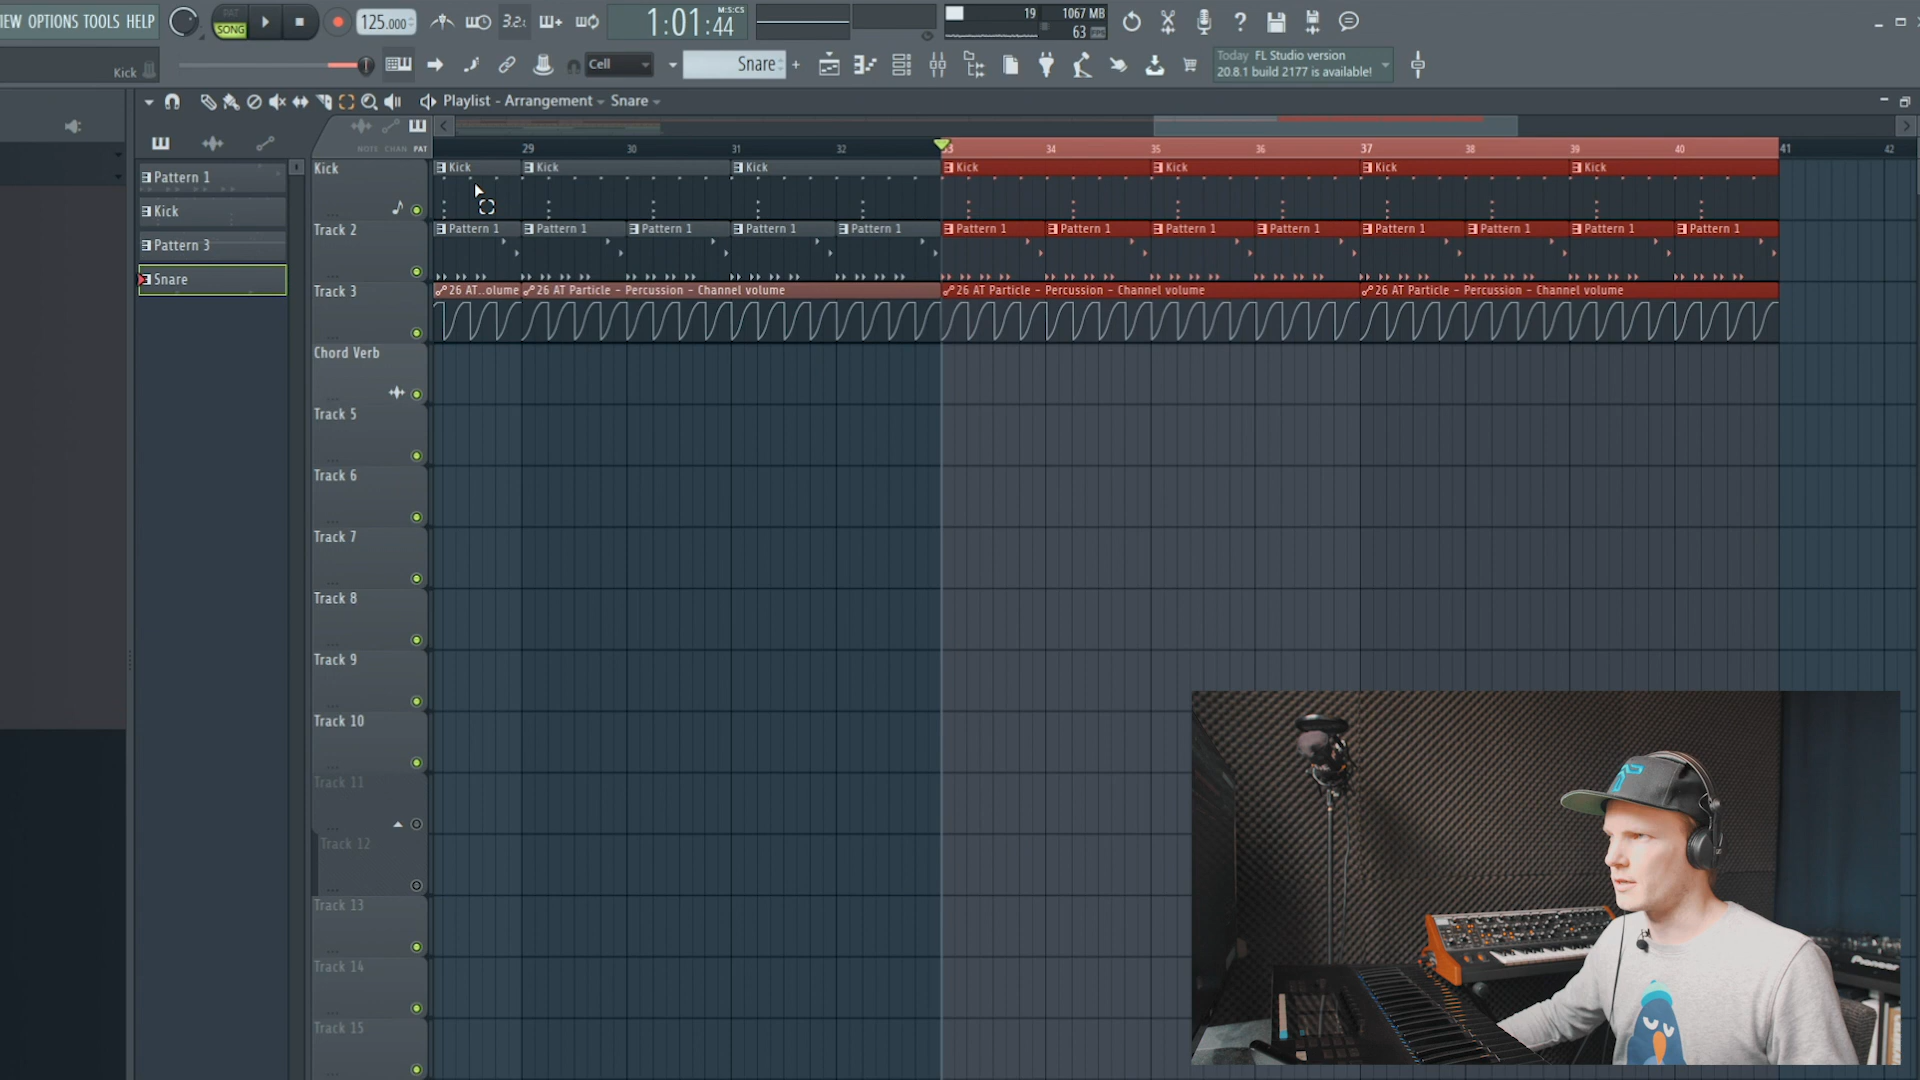 IEW OPTIONS TOOLS HELP
PAT
SONG
125.000
3.2.
1:01:44
M:S:CS
19
1067 MB
63
Kick
Cell
Snare
Today FL Studio version
20.8.1 build 2177 is available!
Playlist - Arrangement - Snare
NOTE CHAN PAT
29 30 31 32 33 34 35 36 37 38 39 40 41 42
Pattern 1
Kick
Pattern 3
Snare
Kick
Kick Kick Kick Kick Kick Kick Kick
Track 2
Pattern 1 Pattern 1 Pattern 1 Pattern 1 Pattern 1 Pattern 1 Pattern 1 Pattern 1 Pattern 1 Pattern 1 Pattern 1 Pattern 1 Pattern 1
Track 3
26 AT..olume 26 AT Particle - Percussion - Channel volume 26 AT Particle - Percussion - Channel volume 26 AT Particle - Percussion - Channel volume
Chord Verb
Track 5
Track 6
Track 7
Track 8
Track 9
Track 10
Track 11
Track 12
Track 13
Track 14
Track 15
Pioneer